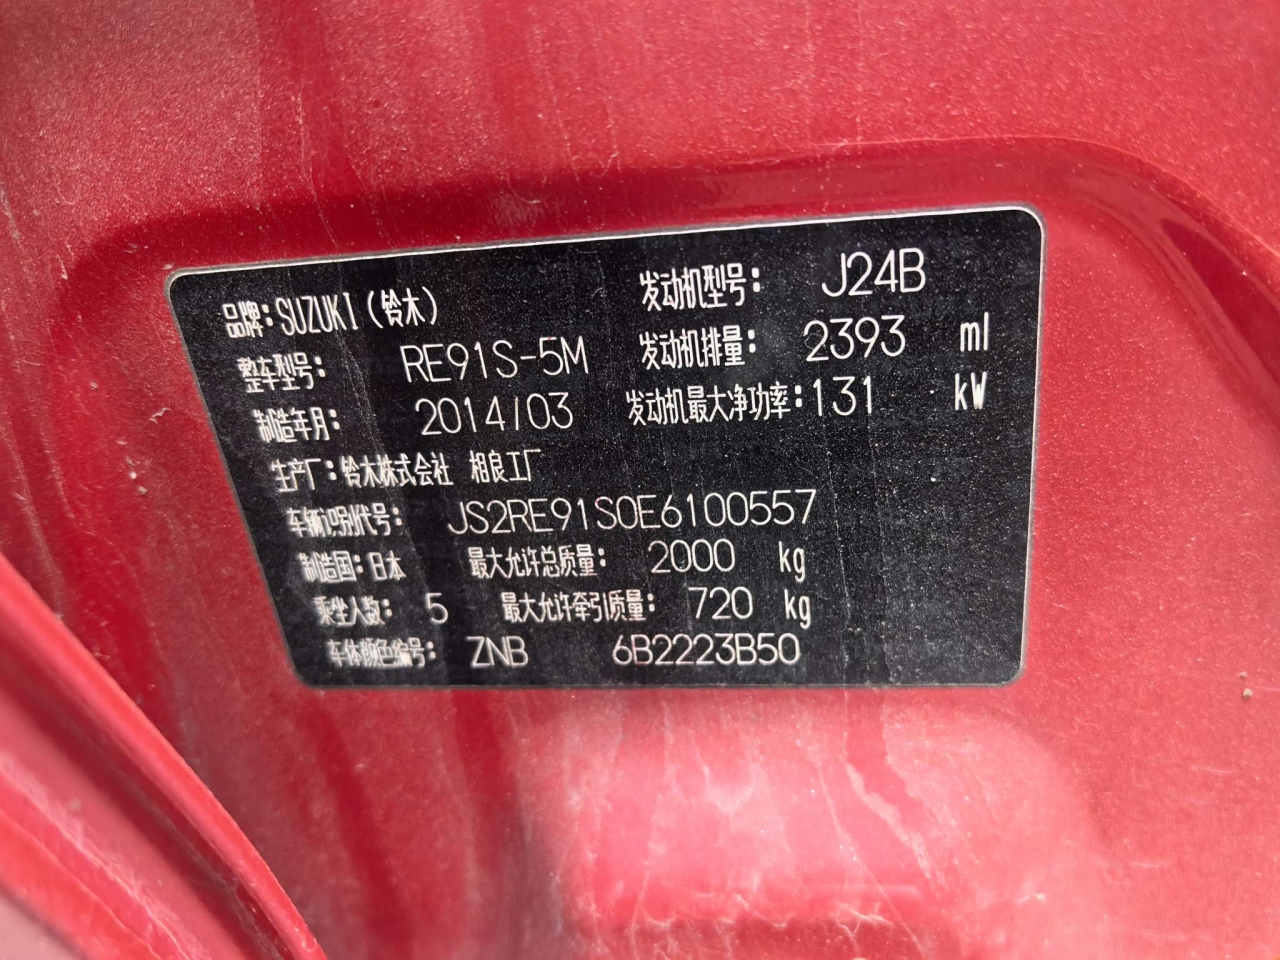 品牌:SUZUKI(铃木) 发动机型号: J24B
整车型号: RE91S-5M 发动机排量: 2393 ml
制造年月: 2014/03 发动机最大净功率:131 kW
生产厂:铃木株式会社 相良工厂
车辆识别代号: JS2RE91S0E6100557
制造国:日本 最大允许总质量: 2000 kg
乘坐人数: 5 最大允许牵引质量: 720 kg
车体颜色编号: ZNB 6B2223B50